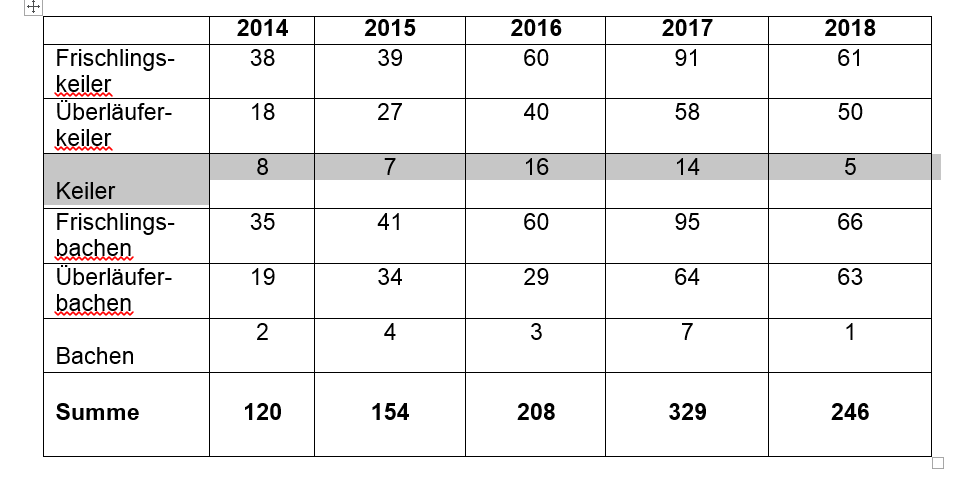 2014 2015 2016 2017 2018
Frischlings- 38 39 60 91 61
keiler
Überläufer- 18 27 40 58 50
keiler
8 7 16 14 5
Keiler
Frischlings- 35 41 60 95 66
bachen
Überläufer- 19 34 29 64 63
bachen
2 4 3 7 1
Bachen
Summe 120 154 208 329 246